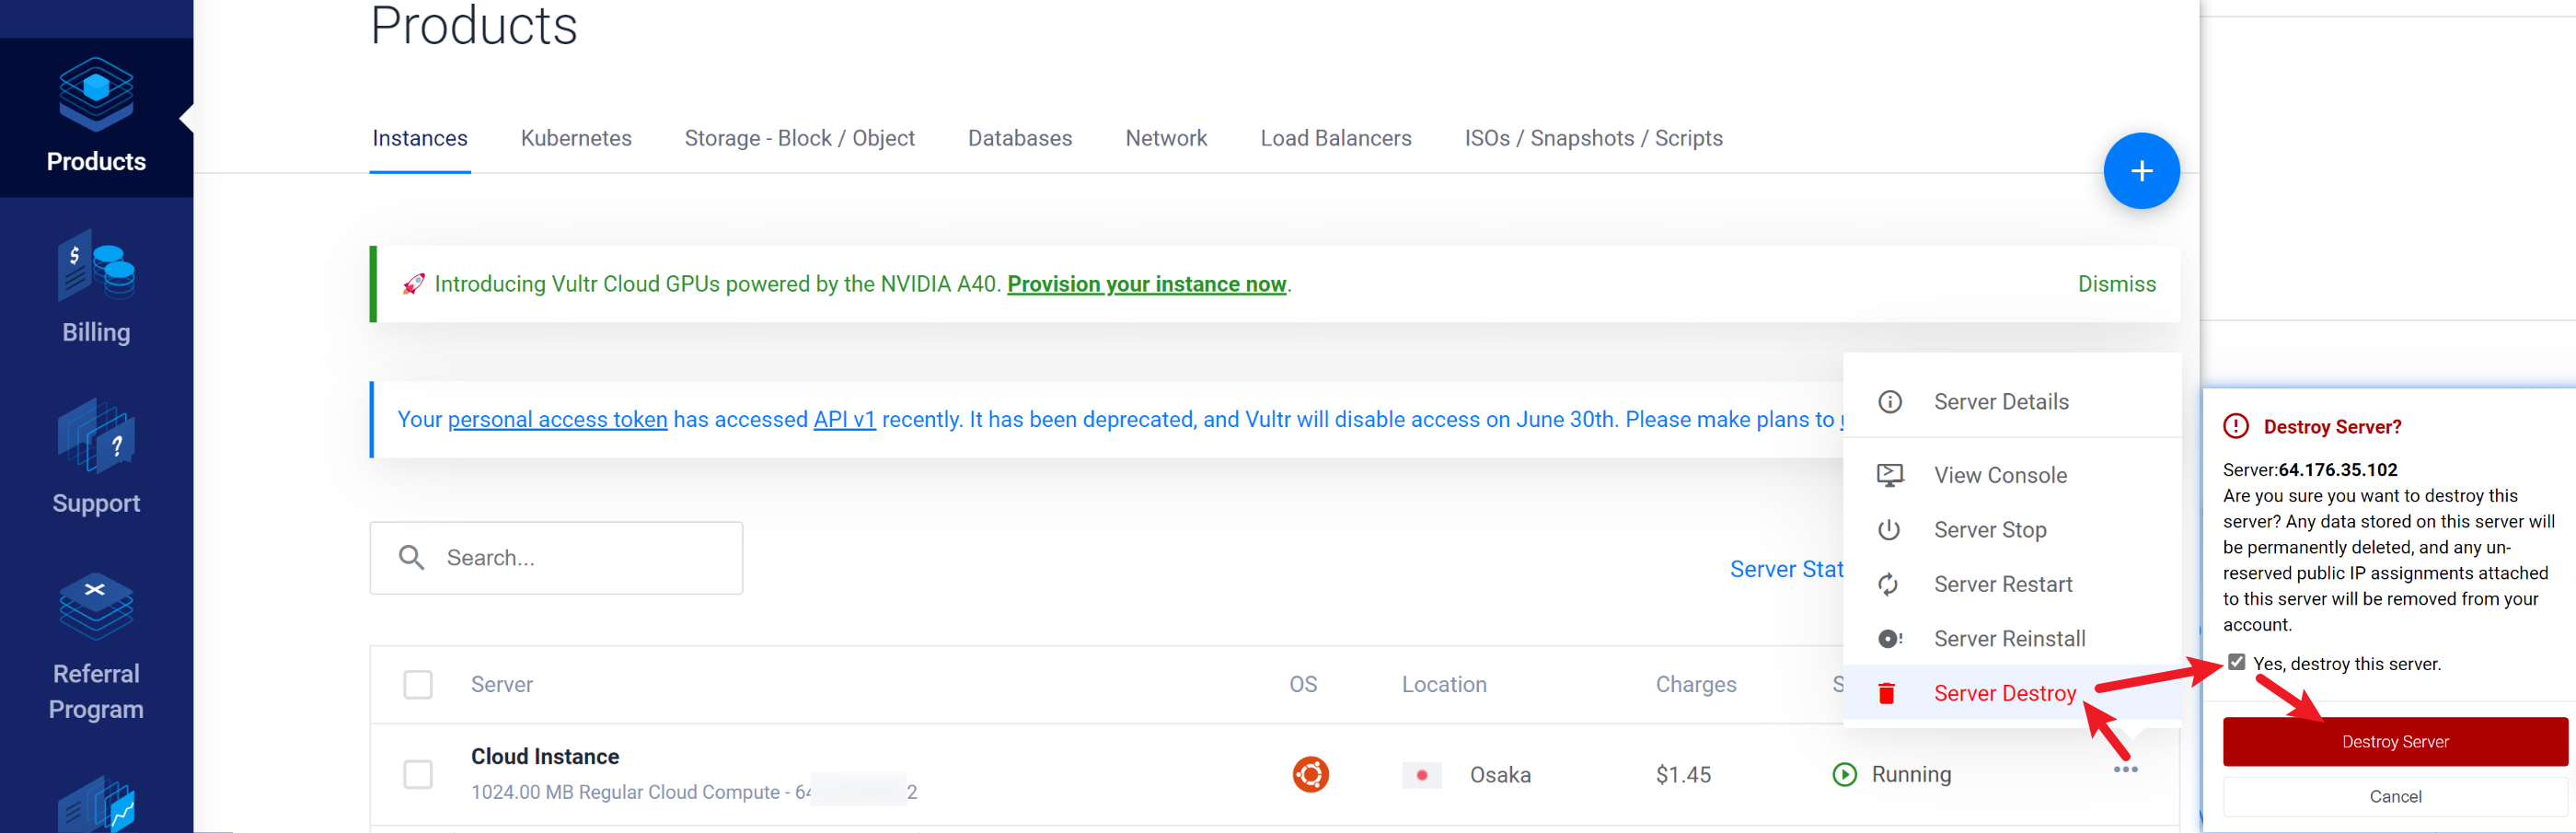 Products
Billing
Support
Referral
Program
Products
Instances
Kubernetes
Storage - Block / Object
Databases
Network
Load Balancers
ISOs / Snapshots / Scripts
+
🚀 Introducing Vultr Cloud GPUs powered by the NVIDIA A40. Provision your instance now.
Dismiss
Your personal access token has accessed API v1 recently. It has been deprecated, and Vultr will disable access on June 30th. Please make plans to
Search...
Server Stat
Server
OS
Location
Charges
S
Cloud Instance
1024.00 MB Regular Cloud Compute - 64 2
Osaka
$1.45
Running
Server Details
View Console
Server Stop
Server Restart
Server Reinstall
Server Destroy
Destroy Server?
Server:64.176.35.102
Are you sure you want to destroy this
server? Any data stored on this server will
be permanently deleted, and any un-
reserved public IP assignments attached
to this server will be removed from your
account.
Yes, destroy this server.
Destroy Server
Cancel